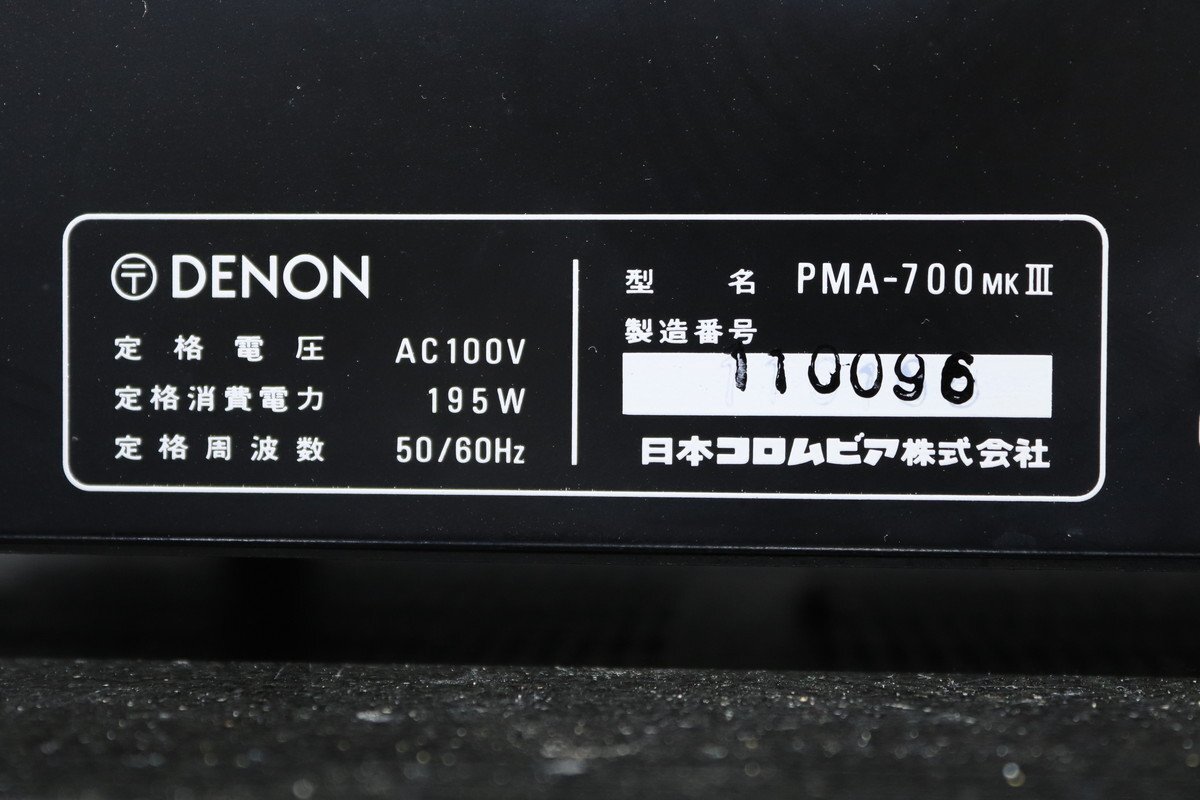 DENON
定格電圧 AC100V
定格消費電力 195W
定格周波数 50/60Hz
型名 PMA-700MKⅢ
製造番号
110096
日本コロムビア株式会社